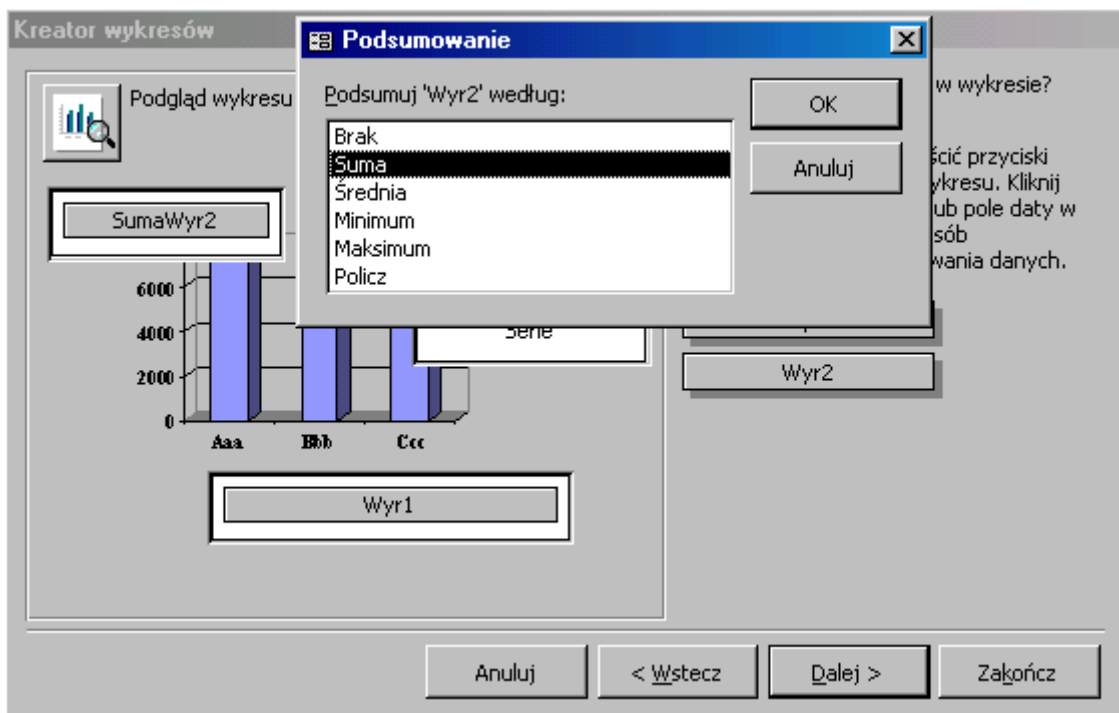 Kreator wykresów
Podsumowanie
Podgląd wykresu
Podsumuj 'Wyr2' według:
Brak
Suma
Średnia
Minimum
Maksimum
Policz
OK
Anuluj
w wykresie?
ścić przyciski
ykresu. Kliknij
ub pole daty w
sób
wania danych.
SumaWyr2
6000
4000
2000
0
Aaa
Bbb
Ccc
Serie
Wyr2
Wyr1
Anuluj
< Wstecz
Dalej >
Zakończ